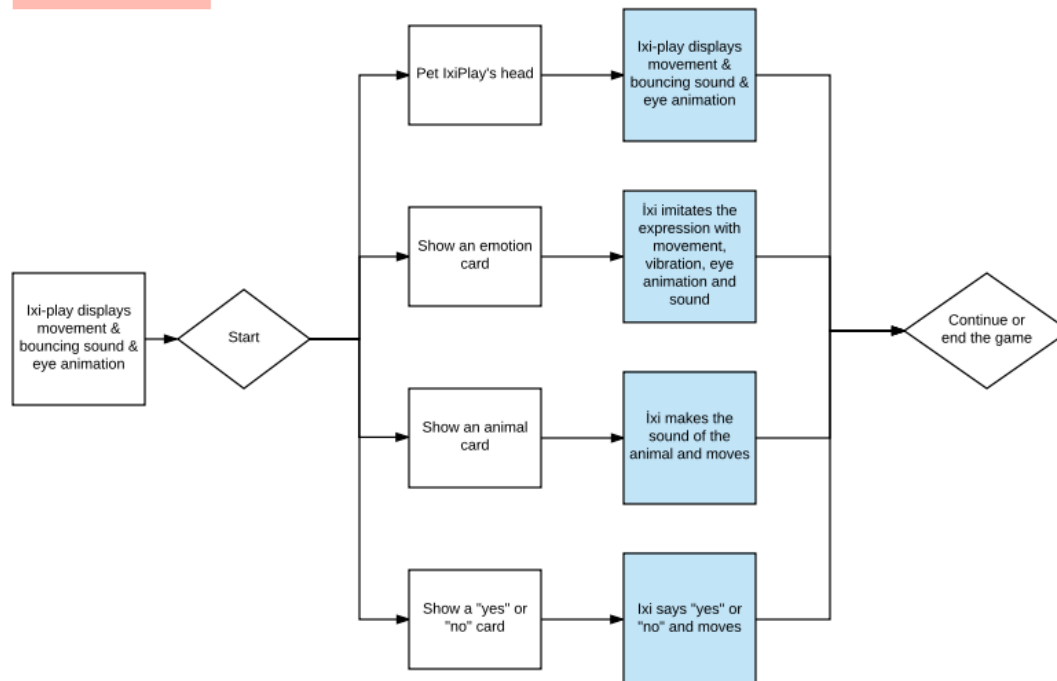 Ixi-play displays
movement &
bouncing sound &
eye animation
Start
Pet IxiPlay's head
Ixi-play displays
movement &
bouncing sound &
eye animation
Show an emotion
card
İxi imitates the
expression with
movement,
vibration, eye
animation and
sound
Show an animal
card
İxi makes the
sound of the
animal and moves
Show a "yes" or
"no" card
Ixi says "yes" or
"no" and moves
Continue or
end the game